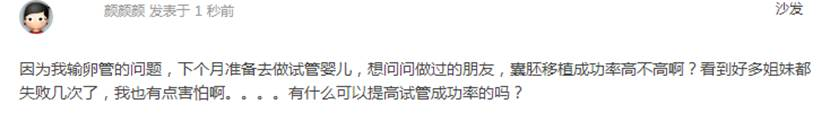 颜颜颜 发表于 1 秒前
沙发
因为我输卵管的问题，下个月准备去做试管婴儿，想问问做过的朋友，囊胚移植成功率高不高啊？看到好多姐妹都
失败几次了，我也有点害怕啊。。。。有什么可以提高试管成功率的吗？